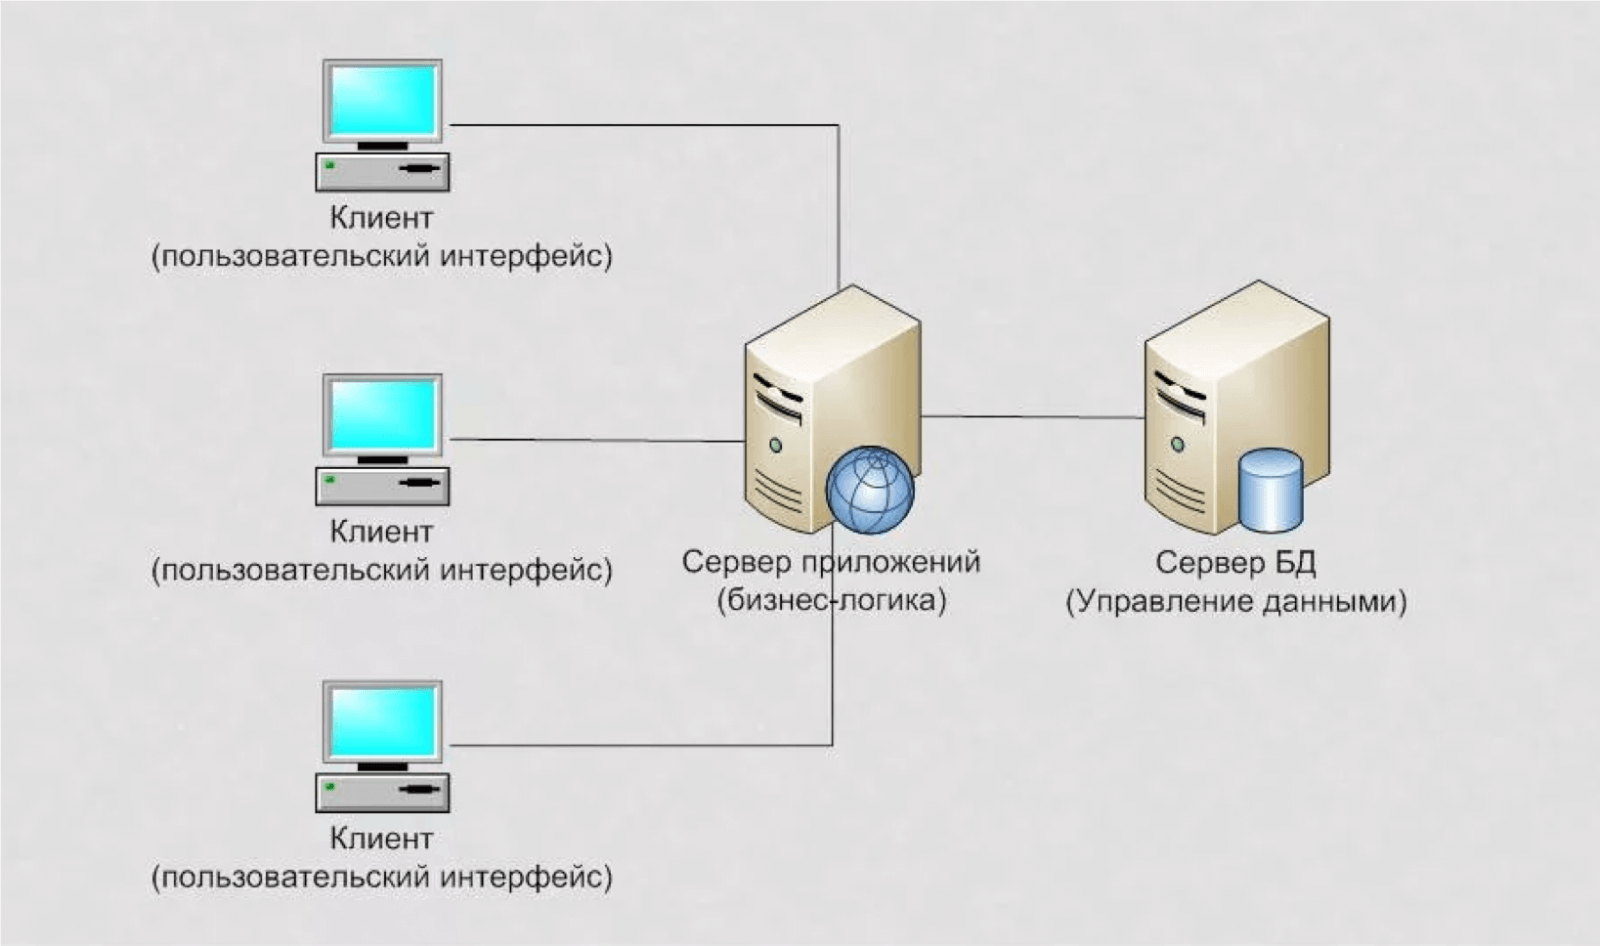 Клиент
(пользовательский интерфейс)
Клиент
(пользовательский интерфейс)
Сервер приложений
(бизнес-логика)
Сервер БД
(Управление данными)
Клиент
(пользовательский интерфейс)